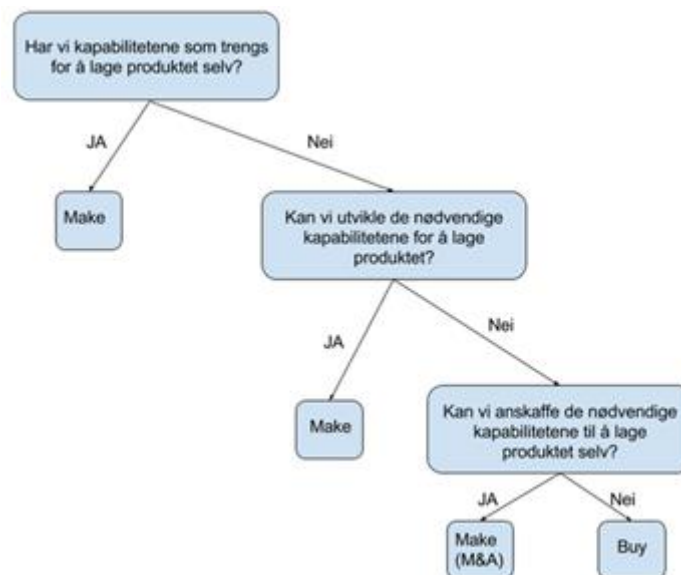 Har vi kapabilitetene som trengs
for å lage produktet selv?
JA
Nei
Make
Kan vi utvikle de nødvendige
kapabilitetene for å lage
produktet?
JA
Nei
Make
Kan vi anskaffe de nødvendige
kapabilitetene til å lage
produktet selv?
JA
Nei
Make
(M&A)
Buy